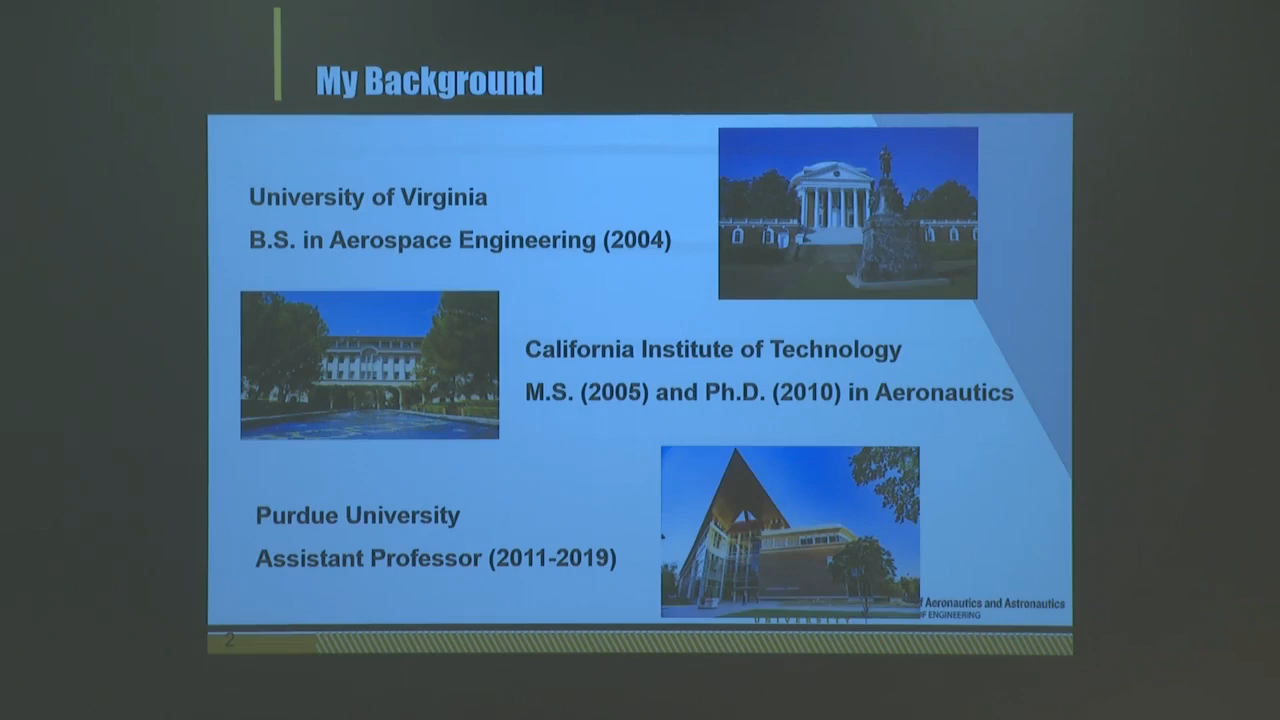 My Background
University of Virginia
B.S. in Aerospace Engineering (2004)
California Institute of Technology
M.S. (2005) and Ph.D. (2010) in Aeronautics
Purdue University
Assistant Professor (2011-2019)
f Aeronautics and Astronautics
F ENGINEERING
UNIVERSITY
2